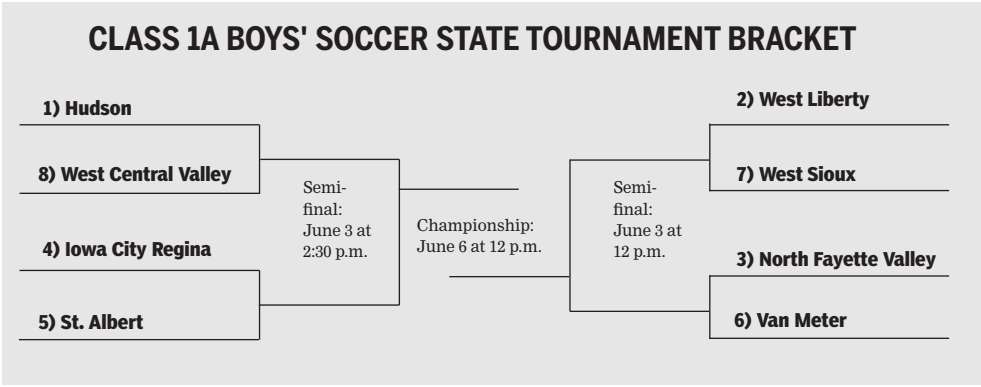 CLASS 1A BOYS' SOCCER STATE TOURNAMENT BRACKET
1) Hudson
8) West Central Valley
4) Iowa City Regina
5) St. Albert
Semi-
final:
June 3 at
2:30 p.m.
Championship:
June 6 at 12 p.m.
Semi-
final:
June 3 at
12 p.m.
2) West Liberty
7) West Sioux
3) North Fayette Valley
6) Van Meter